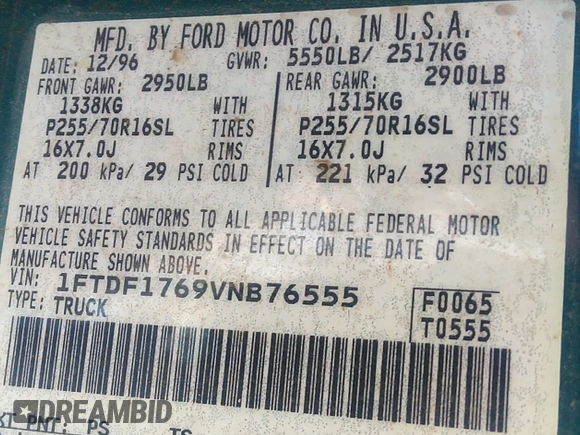 MFD. BY FORD MOTOR CO. IN U.S.A.
DATE: 12/96 GVWR: 5550LB/ 2517KG
FRONT GAWR: 2950LB REAR GAWR: 2900LB
1338KG WITH 1315KG WITH
P255/70R16SL TIRES P255/70R16SL TIRES
16X7.0J RIMS 16X7.0J RIMS
AT 200 kPa/ 29 PSI COLD AT 221 kPa/ 32 PSI COLD
THIS VEHICLE CONFORMS TO ALL APPLICABLE FEDERAL MOTOR
VEHICLE SAFETY STANDARDS IN EFFECT ON THE DATE OF
MANUFACTURE SHOWN ABOVE.
VIN: 1FTDF1769VNB76555 F0065
TYPE: TRUCK T0555
DREAMBID
PNT: PS TS